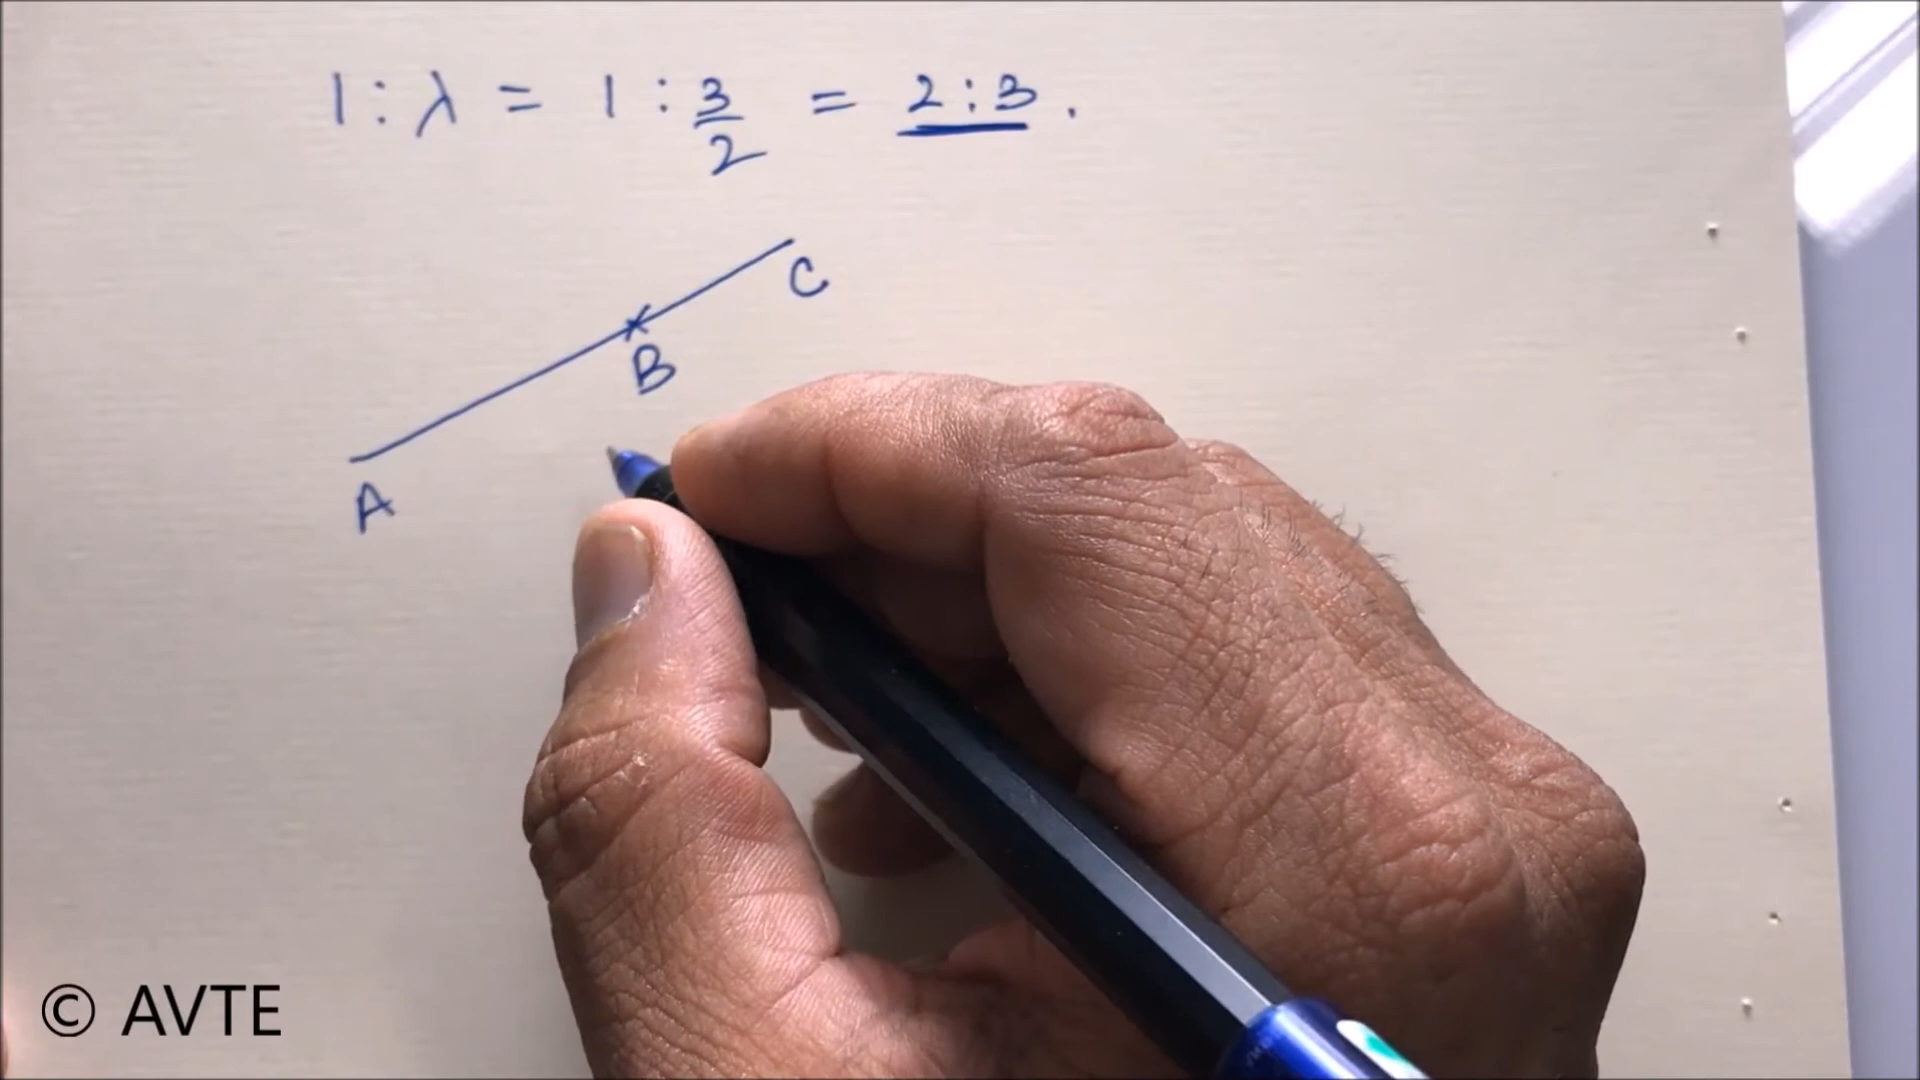 1 : λ = 1 : 3/2 = 2 : 3 .
C
B
A
© AVTE